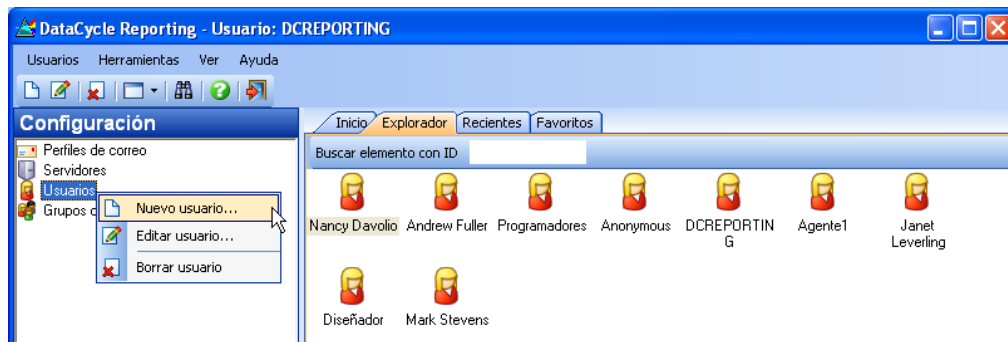 DataCycle Reporting - Usuario: DCREPORTING
Usuarios Herramientas Ver Ayuda
Configuración
Perfiles de correo
Servidores
Usuarios
Grupos
Nuevo usuario...
Editar usuario...
Borrar usuario
Inicio Explorador Recientes Favoritos
Buscar elemento con ID
Nancy Davolio Andrew Fuller Programadores Anonymous DCREPORTIN Agente1 Janet
G Leverling
Diseñador Mark Stevens